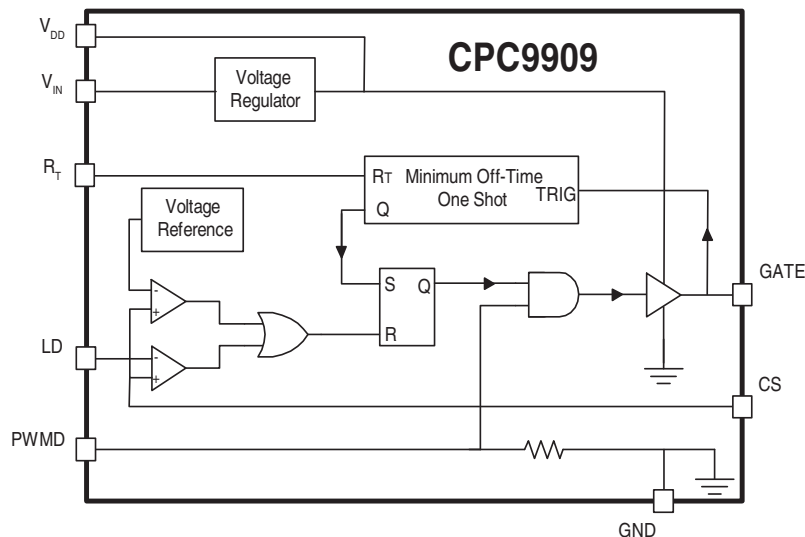 V_DD
CPC9909
V_IN
Voltage
Regulator
R_T
R_T Minimum Off-Time
One Shot
TRIG
Q
Voltage
Reference
GATE
S Q
R
-
+
LD
-
+
CS
PWMD
GND